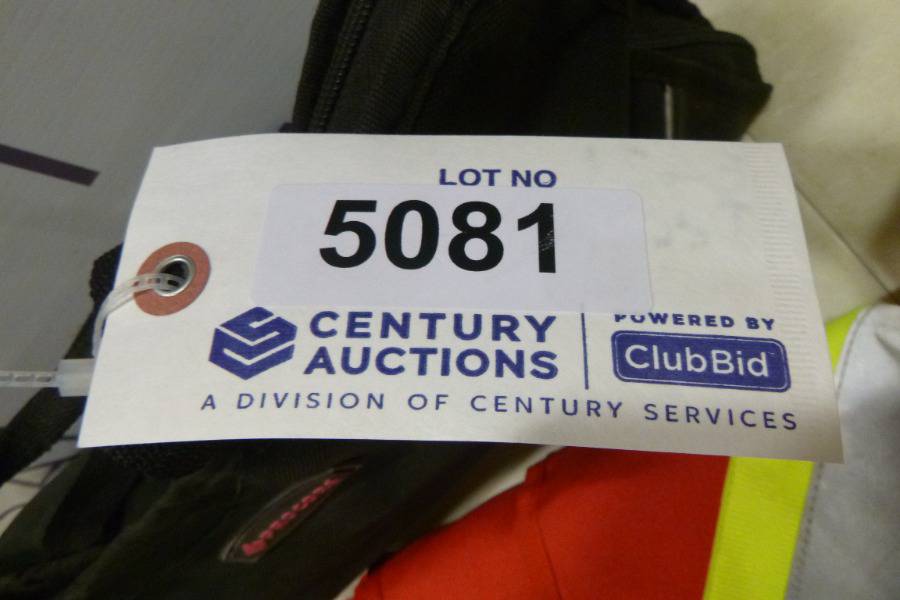 LOT NO
5081
CENTURY
AUCTIONS
POWERED BY
ClubBid
A DIVISION OF CENTURY SERVICES